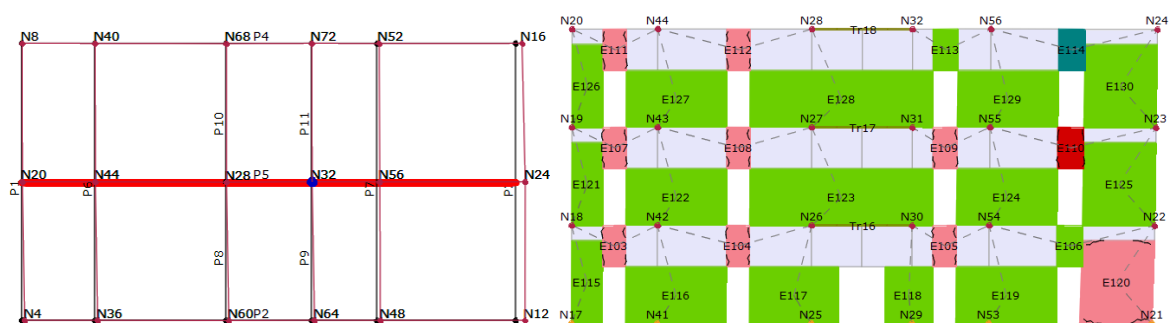 N8 N40 N68 P4 N72 N52 N16
P10 P11
N20 N44 N28 P5 N32 N56 N24
P1 P6 P7
P8 P9
N4 N36 N60 P2 N64 N48 N12
N20 N44 N28 Tr18 N32 N56 N24
E111 E112 E113 E114
E126 E127 E128 E129 E130
N19 N43 N27 Tr17 N31 N55 N23
E107 E108 E109 E110
E121 E122 E123 E124 E125
N18 N42 N26 Tr16 N30 N54 N22
E103 E104 E105 E106
E115 E116 E117 E118 E119 E120
N17 N41 N25 N29 N53 N21